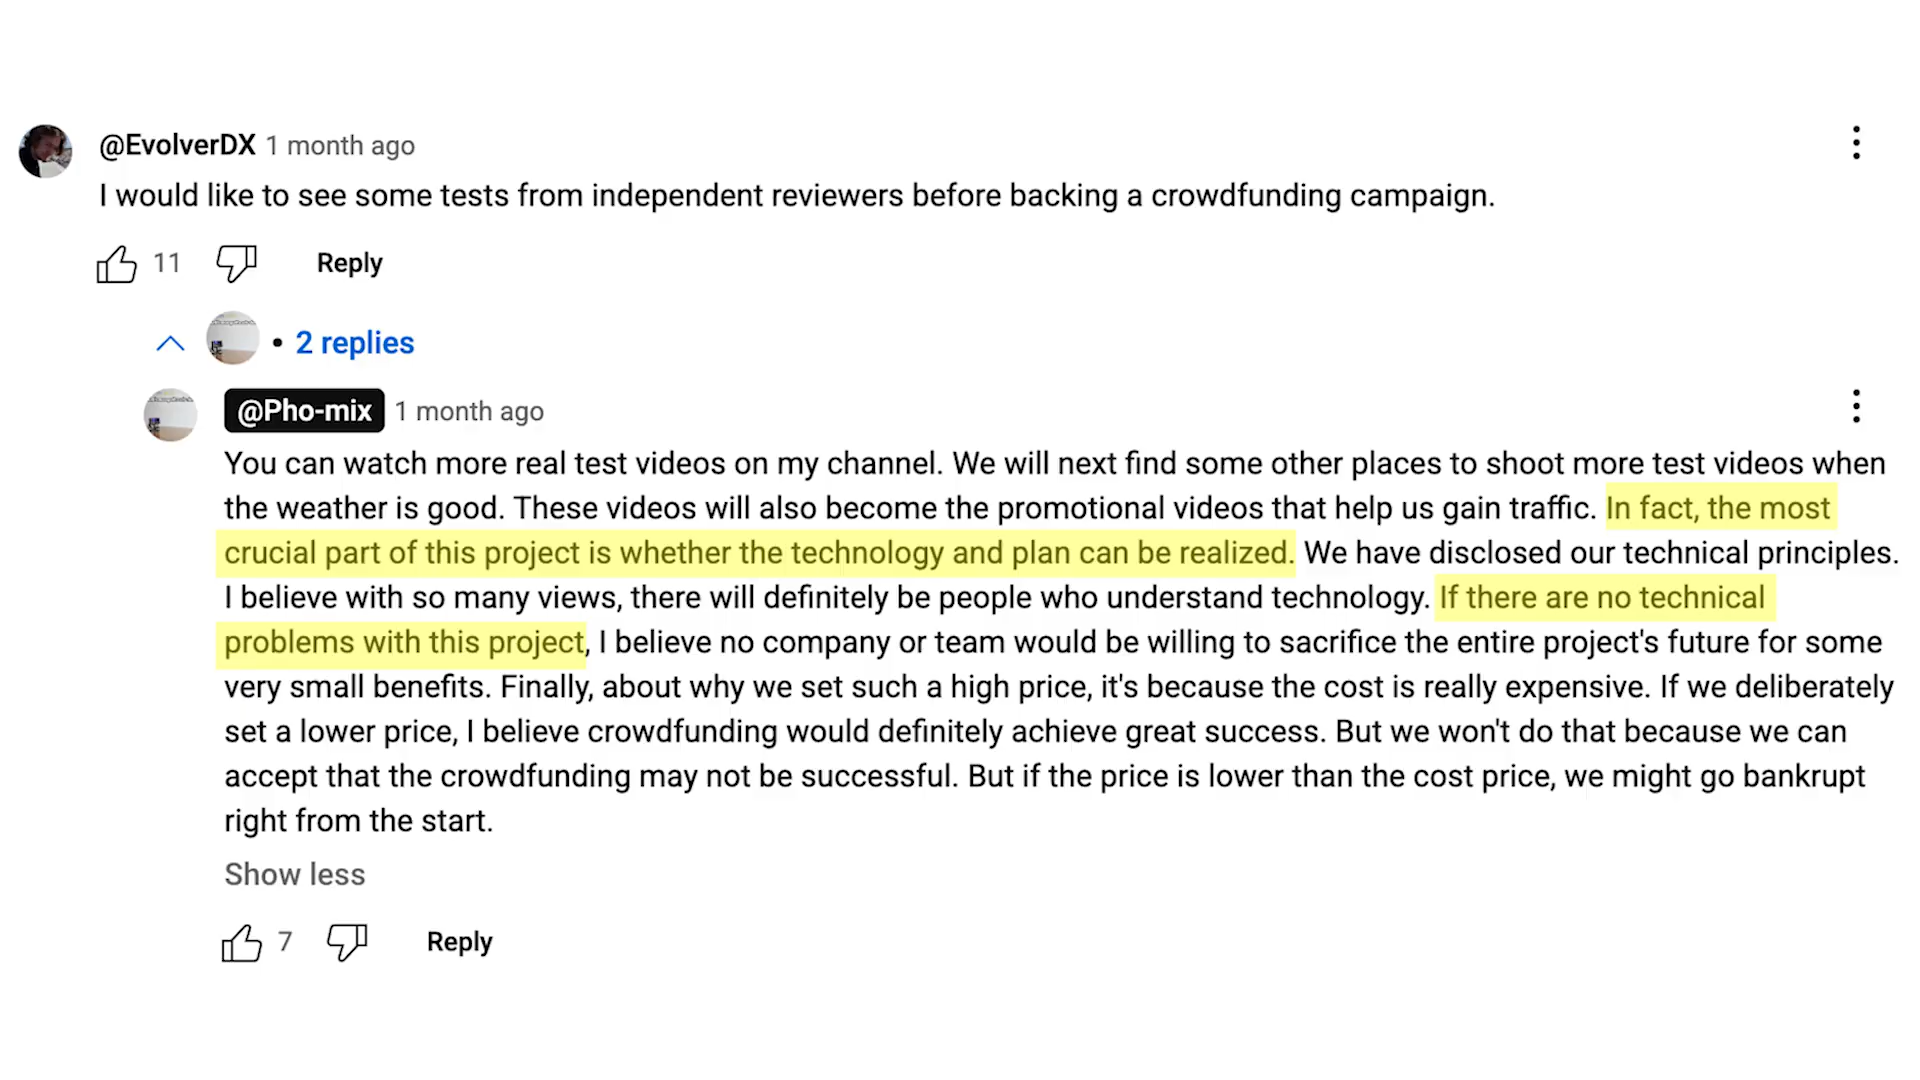 @EvolverDX 1 month ago
I would like to see some tests from independent reviewers before backing a crowdfunding campaign.
11 Reply
• 2 replies
@Pho-mix 1 month ago
You can watch more real test videos on my channel. We will next find some other places to shoot more test videos when
the weather is good. These videos will also become the promotional videos that help us gain traffic. In fact, the most
crucial part of this project is whether the technology and plan can be realized. We have disclosed our technical principles.
I believe with so many views, there will definitely be people who understand technology. If there are no technical
problems with this project, I believe no company or team would be willing to sacrifice the entire project's future for some
very small benefits. Finally, about why we set such a high price, it's because the cost is really expensive. If we deliberately
set a lower price, I believe crowdfunding would definitely achieve great success. But we won't do that because we can
accept that the crowdfunding may not be successful. But if the price is lower than the cost price, we might go bankrupt
right from the start.
Show less
7 Reply